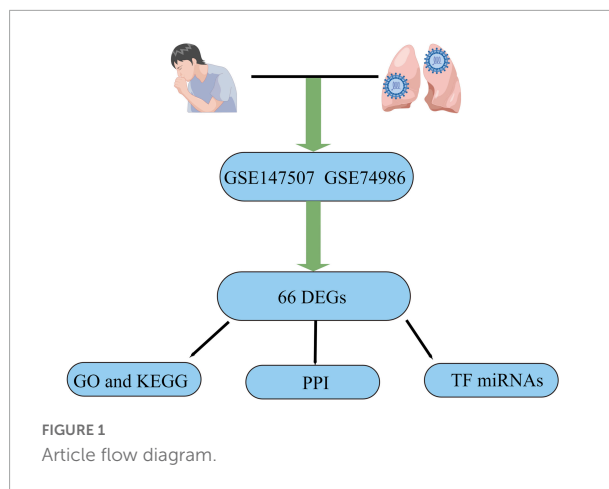 GSE147507 GSE74986
66 DEGs
GO and KEGG PPI TF miRNAs
FIGURE 1
Article flow diagram.